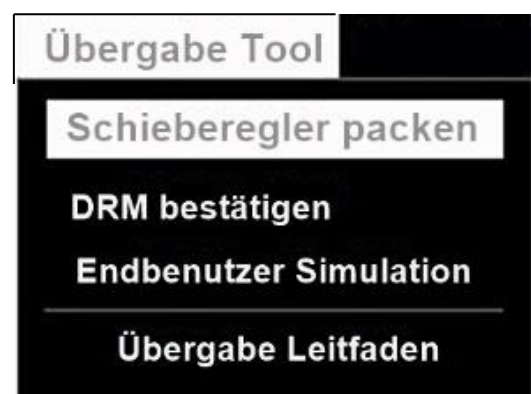 Übergabe Tool
Schieberegler packen
DRM bestätigen
Endbenutzer Simulation
Übergabe Leitfaden